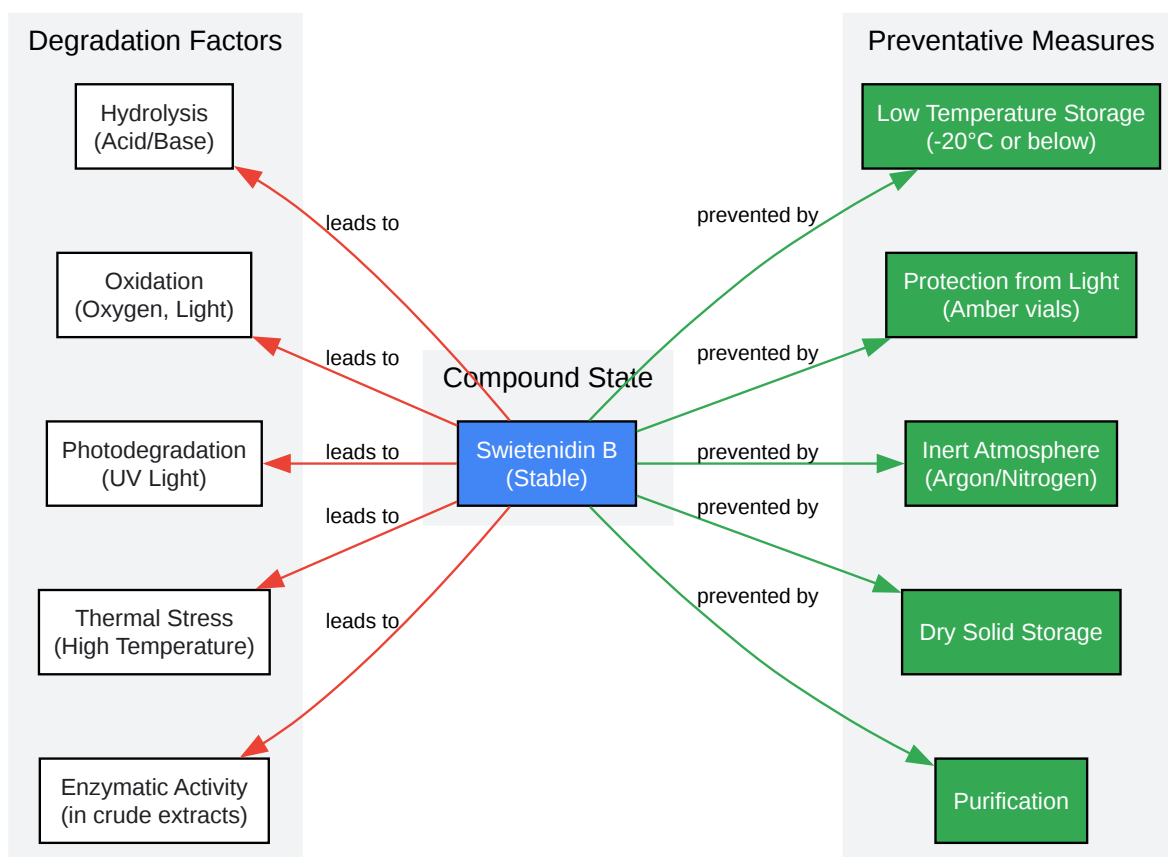 Degradation Factors
Hydrolysis
(Acid/Base)
Oxidation
(Oxygen, Light)
Photodegradation
(UV Light)
Thermal Stress
(High Temperature)
Enzymatic Activity
(in crude extracts)
leads to
leads to
leads to
leads to
leads to
Compound State
Swietenidin B
(Stable)
prevented by
prevented by
prevented by
prevented by
prevented by
Preventative Measures
Low Temperature Storage
(-20°C or below)
Protection from Light
(Amber vials)
Inert Atmosphere
(Argon/Nitrogen)
Dry Solid Storage
Purification